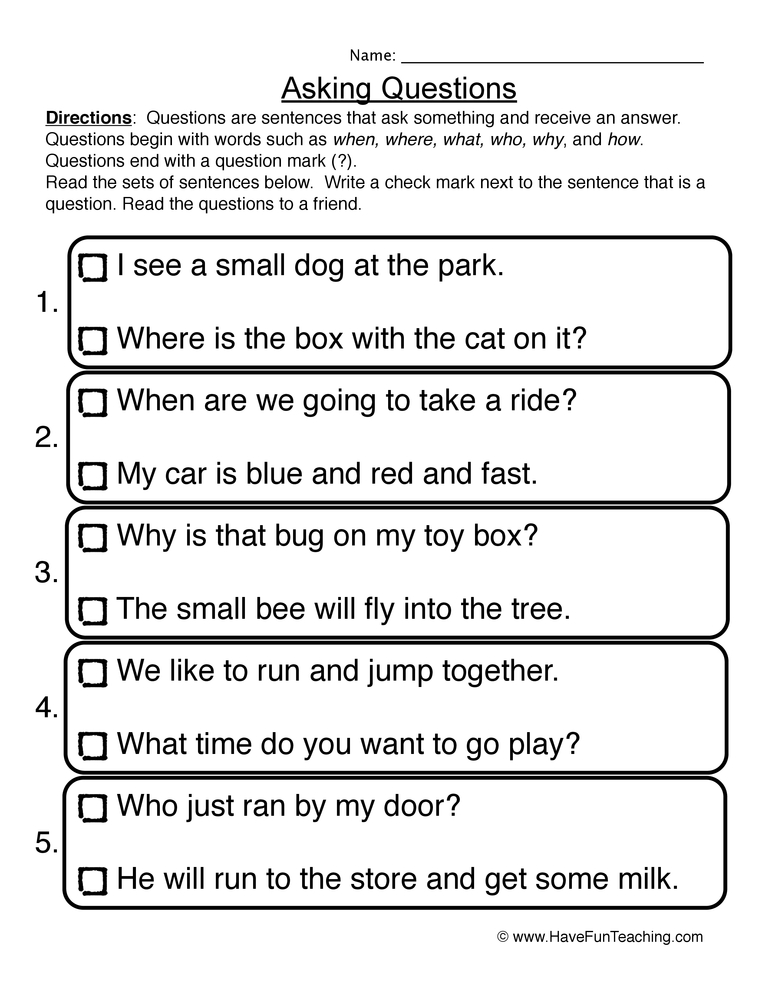 Name: ______________________________
Asking Questions
Directions:  Questions are sentences that ask something and receive an answer.
Questions begin with words such as when, where, what, who, why, and how.
Questions end with a question mark (?).
Read the sets of sentences below.  Write a check mark next to the sentence that is a
question. Read the questions to a friend.
1.
I see a small dog at the park.
Where is the box with the cat on it?
2.
When are we going to take a ride?
My car is blue and red and fast.
3.
Why is that bug on my toy box?
The small bee will fly into the tree.
4.
We like to run and jump together.
What time do you want to go play?
5.
Who just ran by my door?
He will run to the store and get some milk.
© www.HaveFunTeaching.com